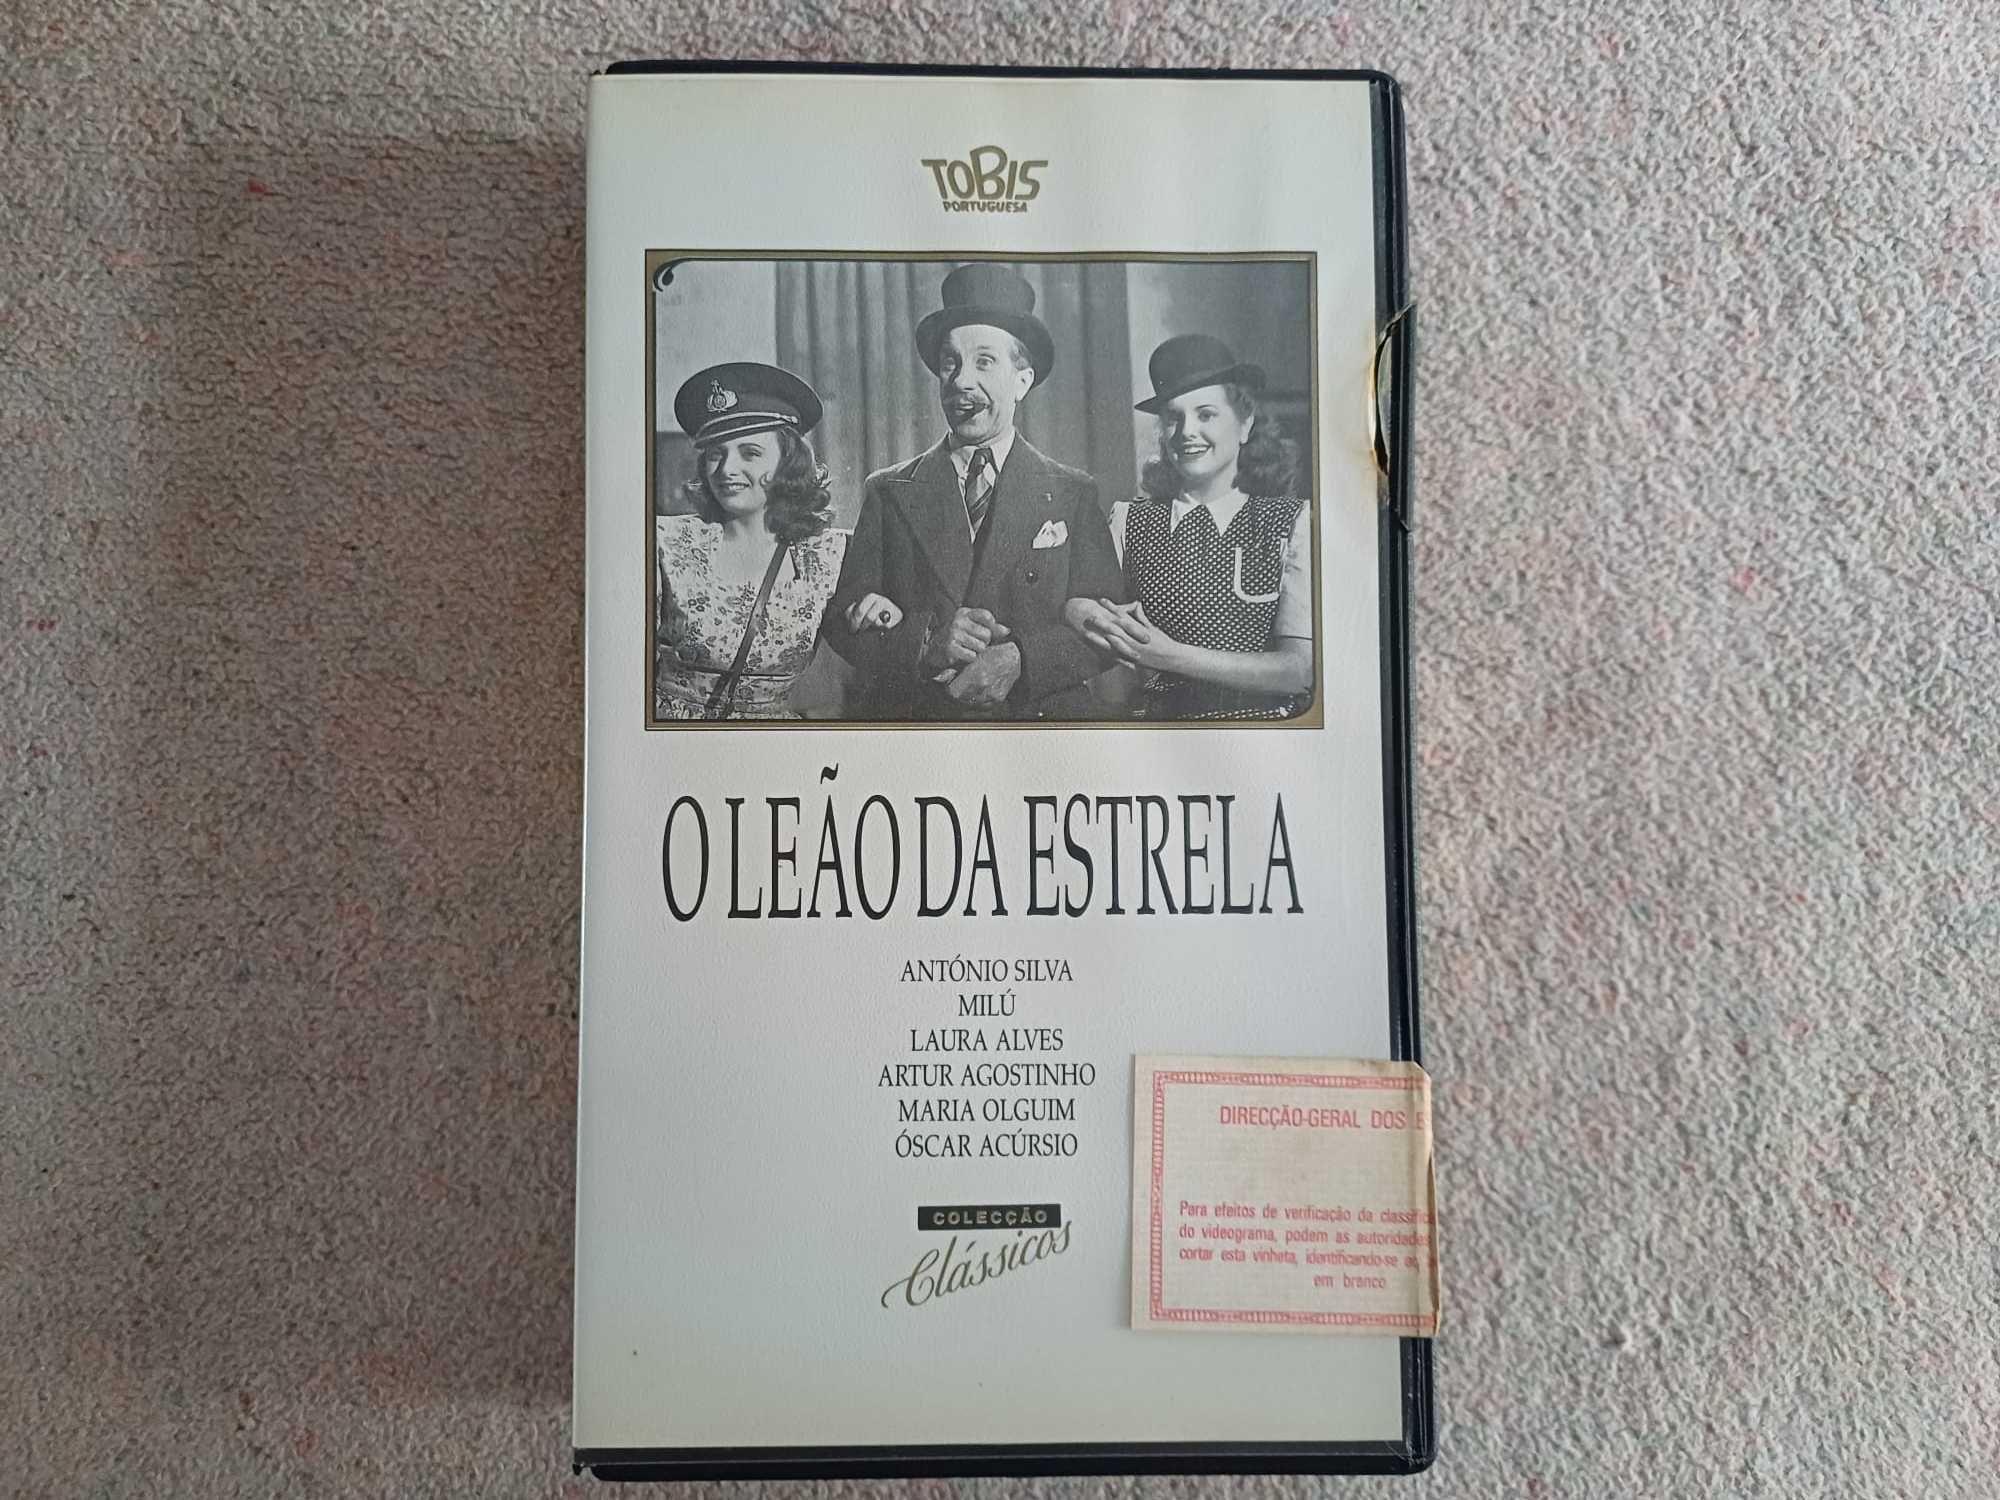 TOBIS
PORTUGUESA
O LEÃO DA ESTRELA
ANTÓNIO SILVA
MILÚ
LAURA ALVES
ARTUR AGOSTINHO
MARIA OLGUIM
ÓSCAR ACÚRSIO
COLECÇÃO
Clássicos
DIRECÇÃO-GERAL DOS
Para efeitos de verificação da
do videograma, podem as autoridades
cortar esta vinheta, identificando-se
em branco